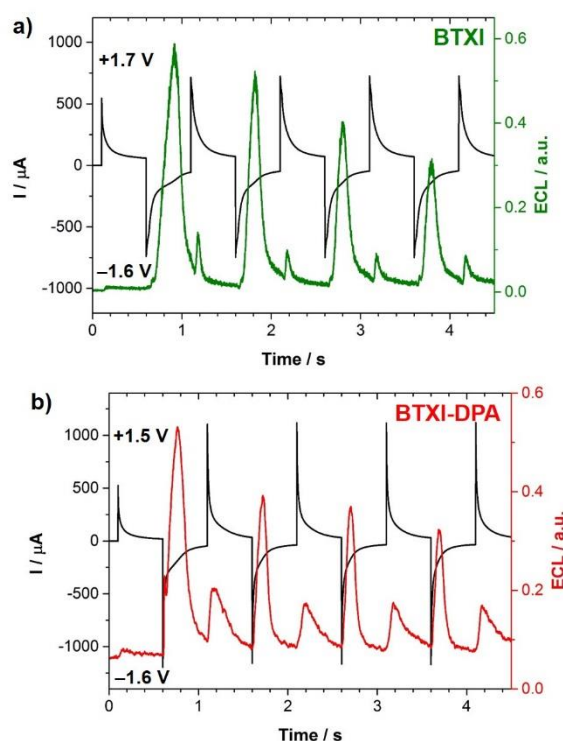 a)
BTXI
+1.7 V
−1.6 V
1000
500
0
-500
-1000
I / µA
0.6
0.4
0.2
0.0
ECL / a.u.
0 1 2 3 4
Time / s
b)
BTXI-DPA
+1.5 V
−1.6 V
1000
500
0
-500
-1000
I / µA
0.6
0.4
0.2
0.0
ECL / a.u.
0 1 2 3 4
Time / s